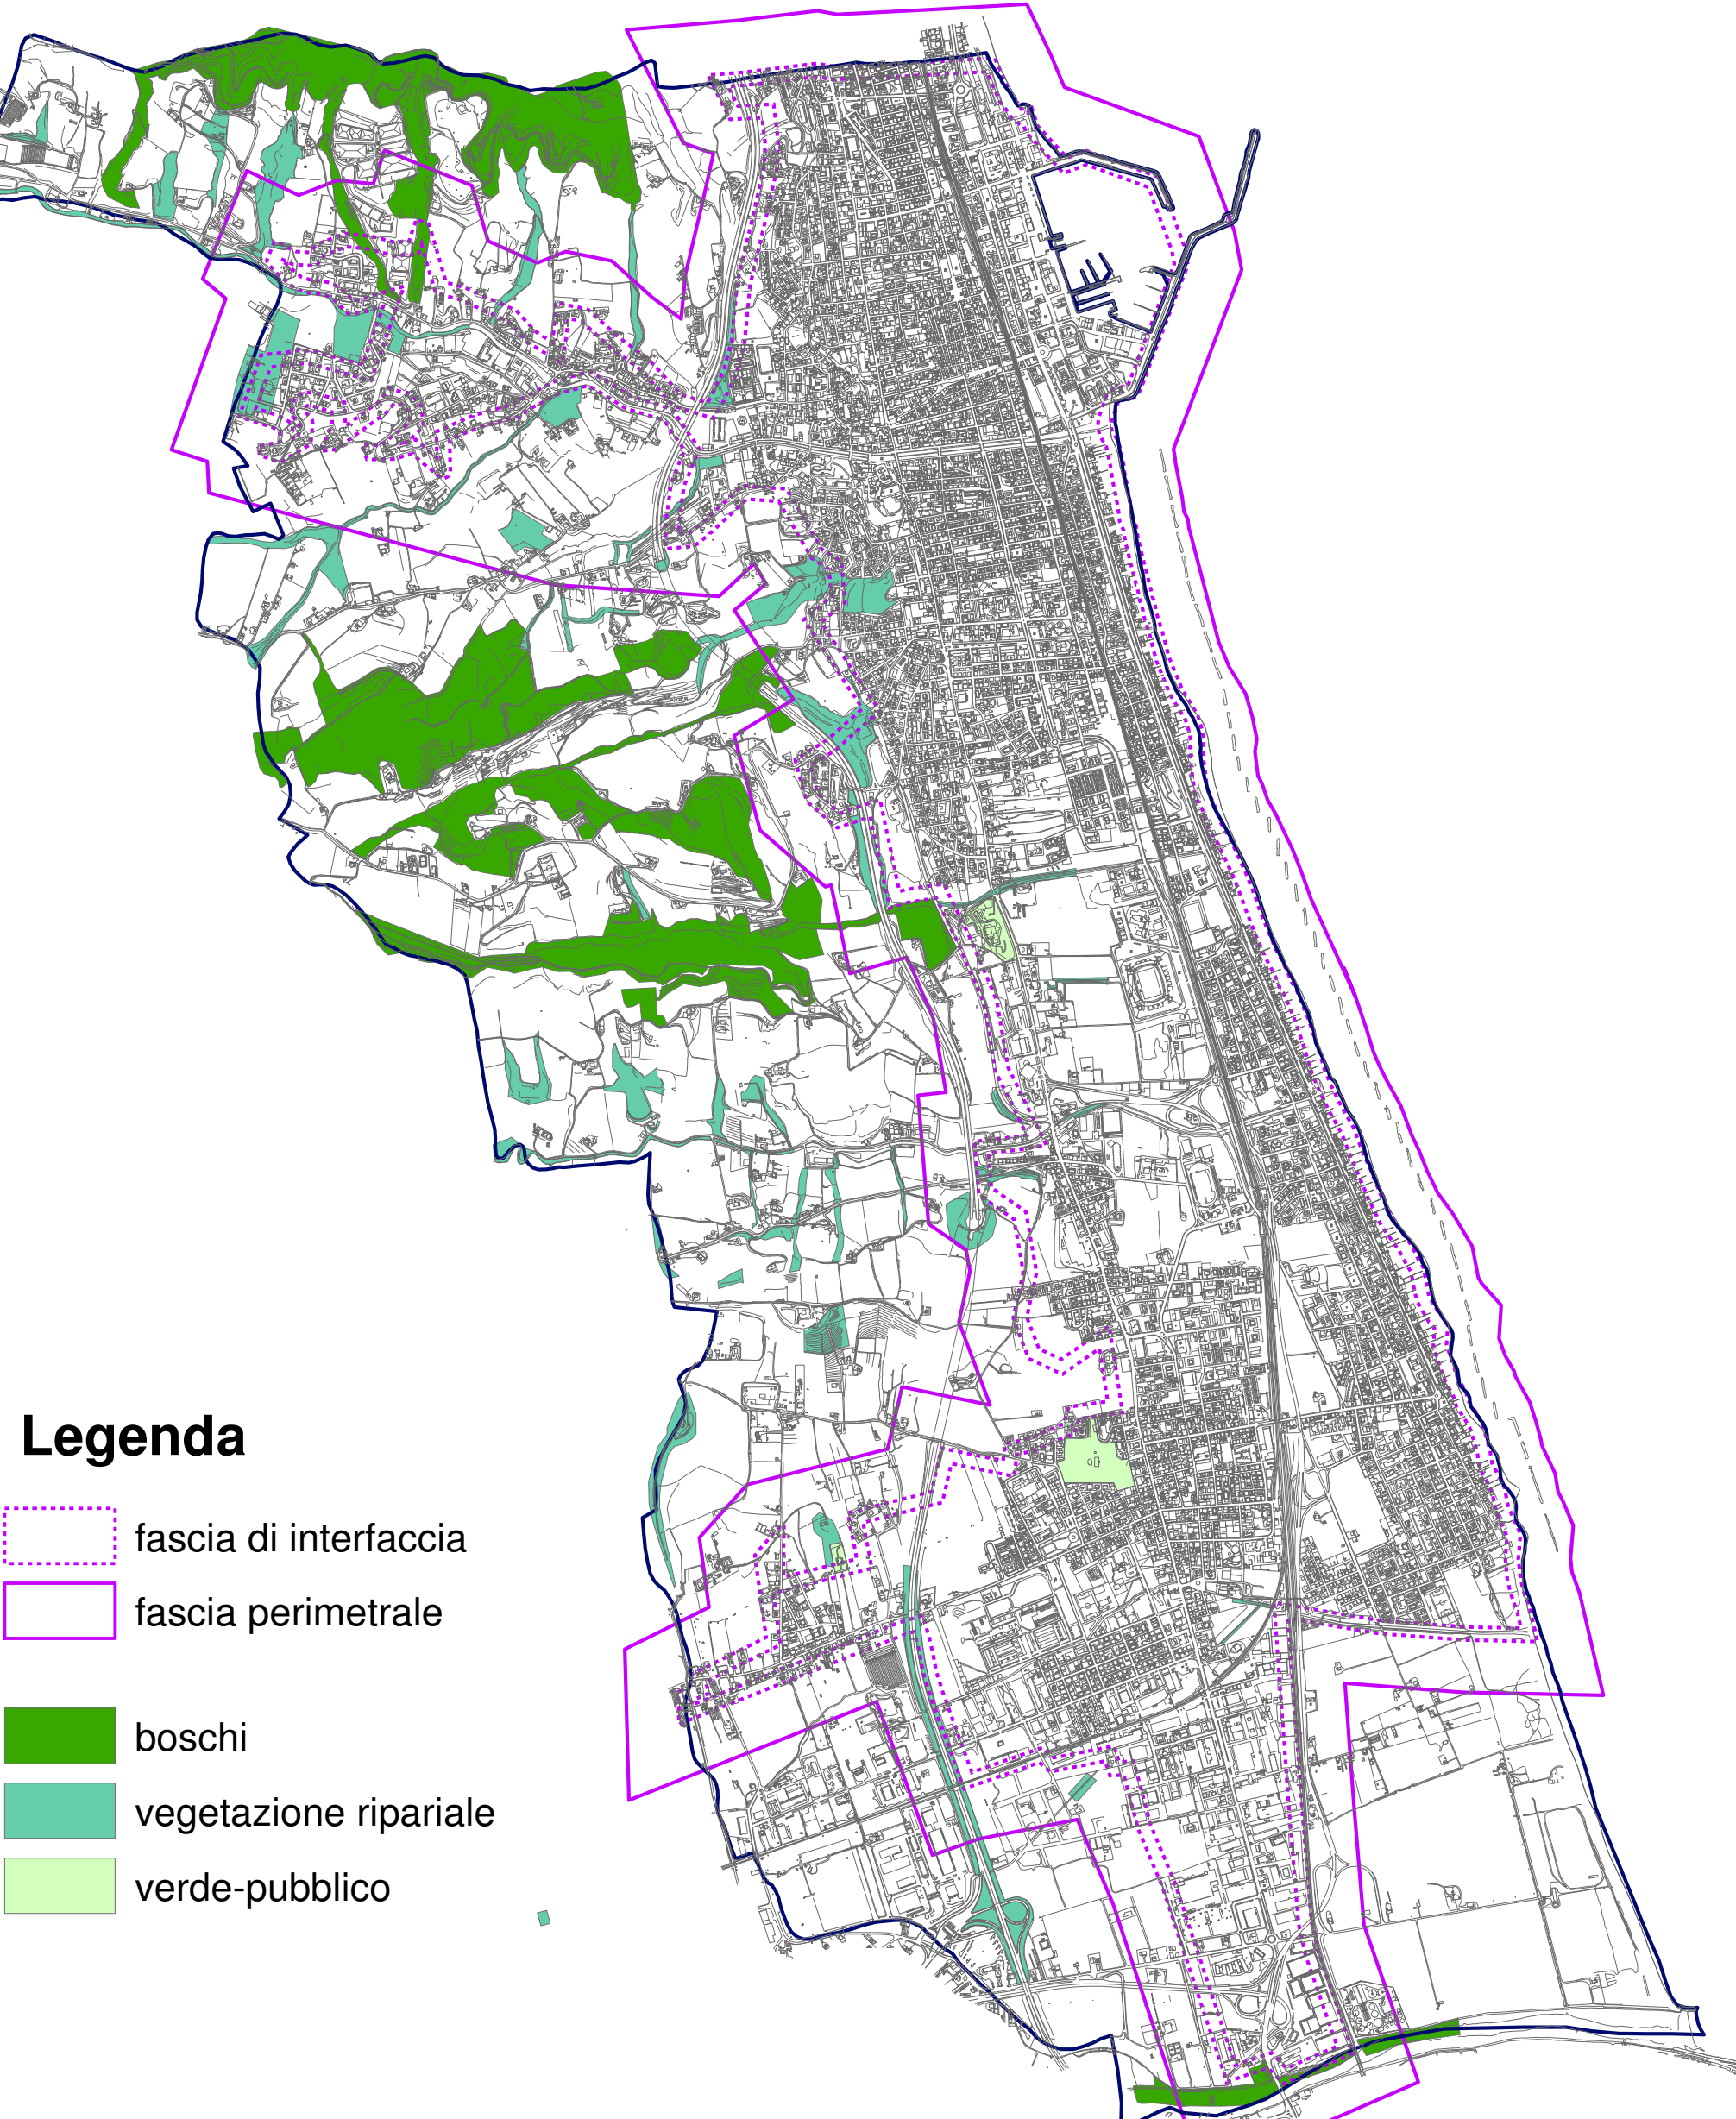 Legenda
fascia di interfaccia
fascia perimetrale
boschi
vegetazione ripariale
verde-pubblico